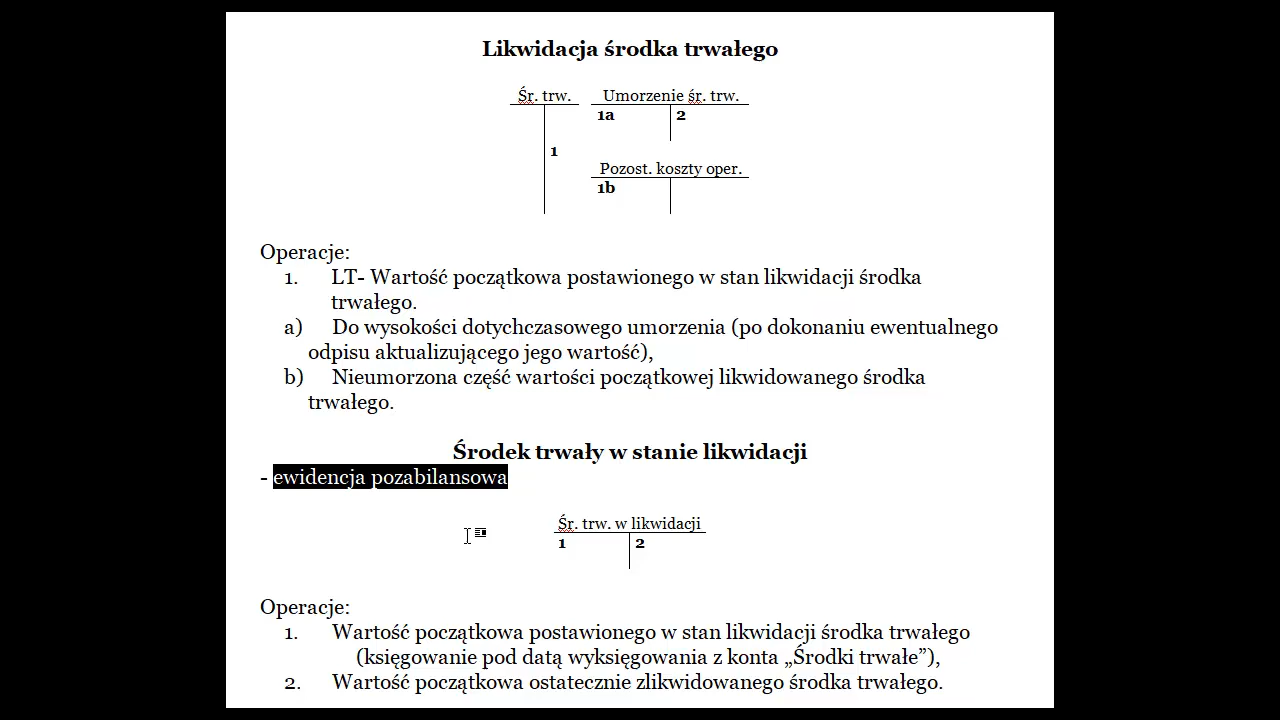 Likwidacja środka trwałego
Śr. trw. Umorzenie śr. trw.
1a 2
1
Pozost. koszty oper.
1b
Operacje:
1. LT- Wartość początkowa postawionego w stan likwidacji środka
trwałego.
a) Do wysokości dotychczasowego umorzenia (po dokonaniu ewentualnego
odpisu aktualizującego jego wartość),
b) Nieumorzona część wartości początkowej likwidowanego środka
trwałego.
Środek trwały w stanie likwidacji
- ewidencja pozabilansowa
Śr. trw. w likwidacji
1 2
Operacje:
1. Wartość początkowa postawionego w stan likwidacji środka trwałego
(księgowanie pod datą wyksięgowania z konta „Środki trwałe”),
2. Wartość początkowa ostatecznie zlikwidowanego środka trwałego.